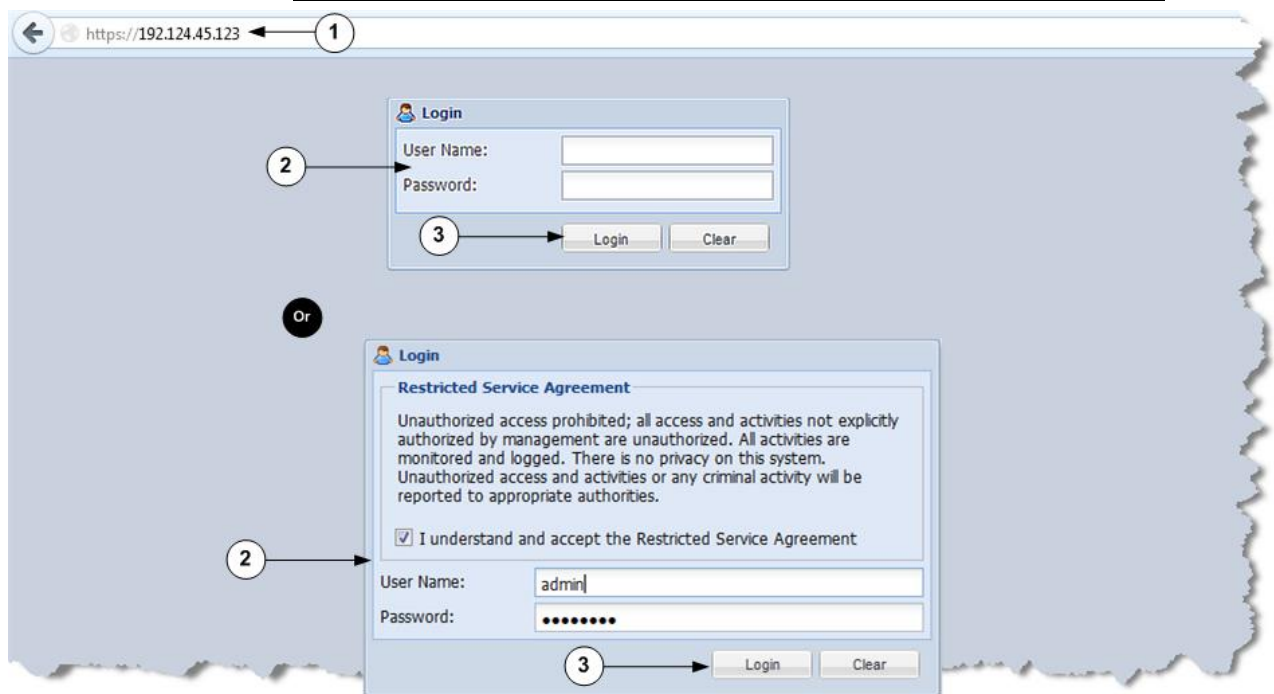 https://192.124.45.123
1
Login
User Name:
2
Password:
3
Login Clear
Or
Login
Restricted Service Agreement
Unauthorized access prohibited; all access and activities not explicitly
authorized by management are unauthorized. All activities are
monitored and logged. There is no privacy on this system.
Unauthorized access and activities or any criminal activity will be
reported to appropriate authorities.
I understand and accept the Restricted Service Agreement
2
User Name: admin
Password: ••••••••
3
Login Clear